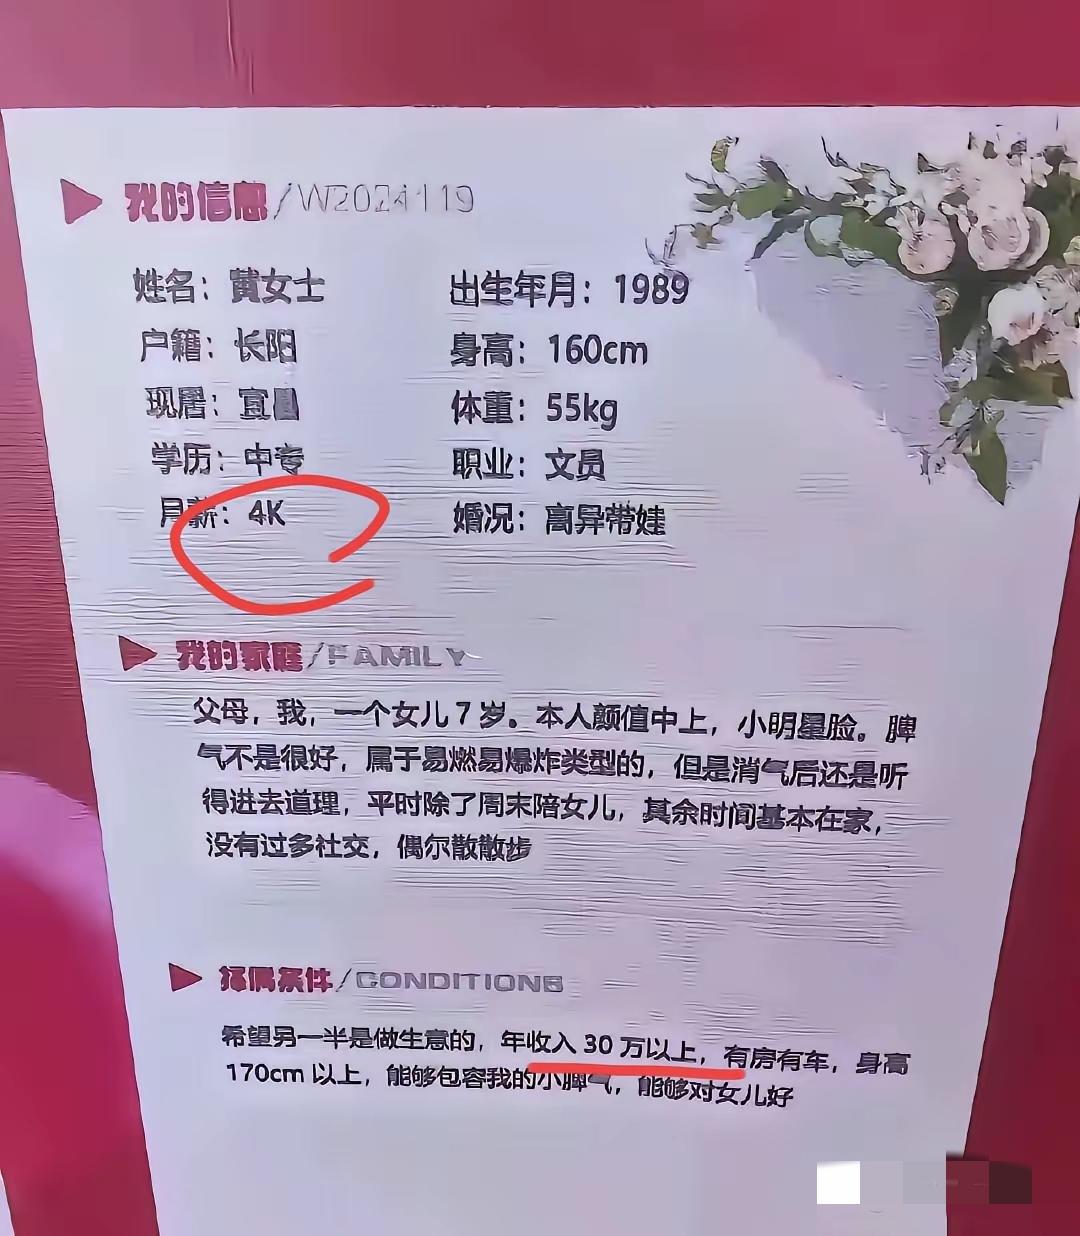 我的信息/W2024119
姓名：黄女士 出生年月：1989
户籍：长阳 身高：160cm
现居：宜昌 体重：55kg
学历：中专 职业：文员
月薪：4K 婚况：离异带娃
我的家庭/FAMILY
父母，我，一个女儿7岁。本人颜值中上，小明星脸。脾
气不是很好，属于易燃易爆炸类型的，但是消气后还是听
得进去道理，平时除了周末陪女儿，其余时间基本在家，
没有过多社交，偶尔散散步
择偶条件/CONDITIONS
希望另一半是做生意的，年收入30万以上，有房有车，身高
170cm以上，能够包容我的小脾气，能够对女儿好